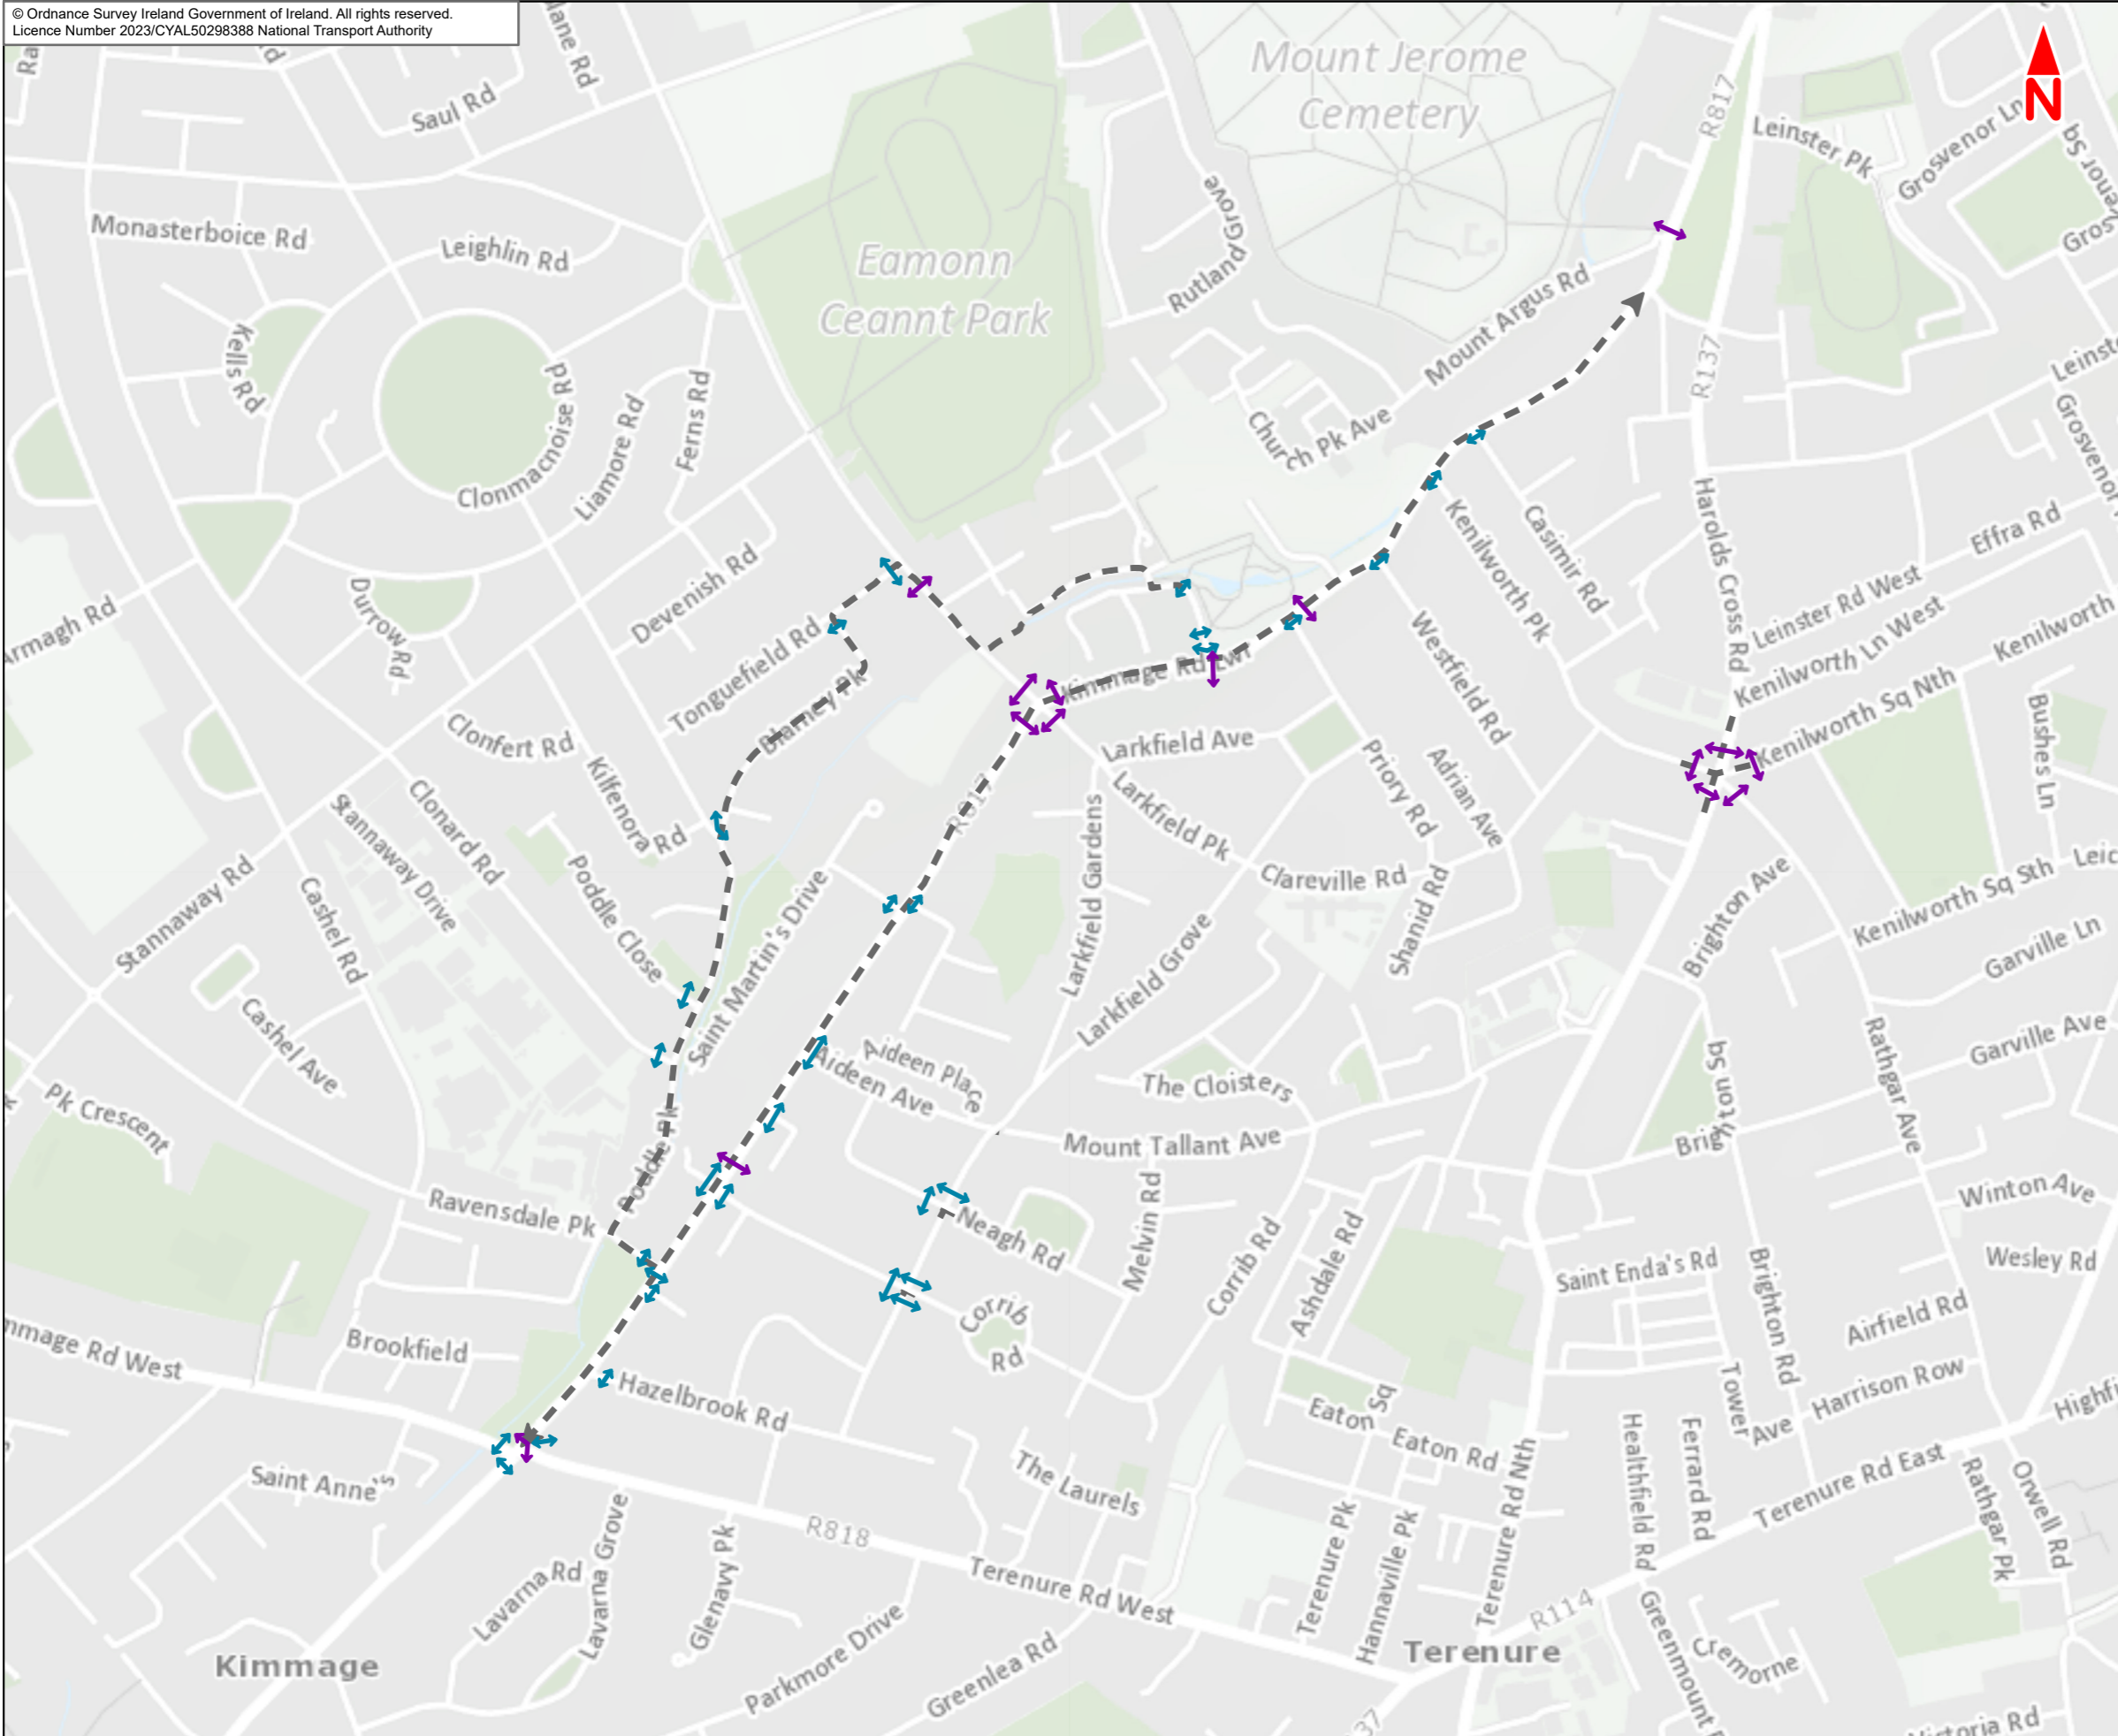 © Ordnance Survey Ireland Government of Ireland. All rights reserved.
Licence Number 2023/CYAL50298388 National Transport Authority
N
Saul Rd
Mount Jerome
Cemetery
R817
Leinster Pk
Grosvenor Ln
Monasterboice Rd
Leighlin Rd
Eamonn
Ceannt Park
Rutland Grove
Mount Argus Rd
Kells Rd
Clonmacnoise Rd
Liamore Rd
Ferns Rd
Church Pk Ave
R137
Harolds Cross Rd
Effra Rd
Kenilworth Pk
Casimir Rd
Devenish Rd
Durrow Rd
Armagh Rd
Tonguefield Rd
Blarney Pk
Kimmage Rd Lwr
Westfield Rd
Leinster Rd West
Kenilworth Ln West
Kenilworth
Kenilworth Sq Nth
Bushes Ln
Clonfert Rd
Kilfenora Rd
Larkfield Ave
Larkfield Pk
Priory Rd
Adrian Ave
R817
Clonard Rd
Stannaway Drive
Stannaway Rd
Cashel Rd
Poddle Close
Saint Martin's Drive
Larkfield Gardens
Clareville Rd
Shanid Rd
Larkfield Grove
Brighton Ave
Kenilworth Sq Sth
Garville Ln
Cashel Ave
Aideen Place
Aideen Ave
The Cloisters
Mount Tallant Ave
Brighton Sq
Rathgar Ave
Garville Ave
Pk Crescent
Poddle Pk
Ravensdale Pk
Neagh Rd
Melvin Rd
Corrib Rd
Corrib
Rd
Ashdale Rd
Saint Enda's Rd
Brighton Rd
Winton Ave
Wesley Rd
Airfield Rd
Brookfield
Hazelbrook Rd
Eaton Sq
Eaton Rd
Tower
Ave
Harrison Row
Saint Anne's
The Laurels
Terenure Rd Nth
Healthfield Rd
Ferrard Rd
Terenure Rd East
Rathgar Pk
Orwell Rd
R818
Terenure Rd West
Terenure Pk
Hannaville Pk
R114
Lavarna Rd
Lavarna Grove
Glenavy Pk
Parkmore Drive
Greenlea Rd
Kimmage
Terenure
Cremorne